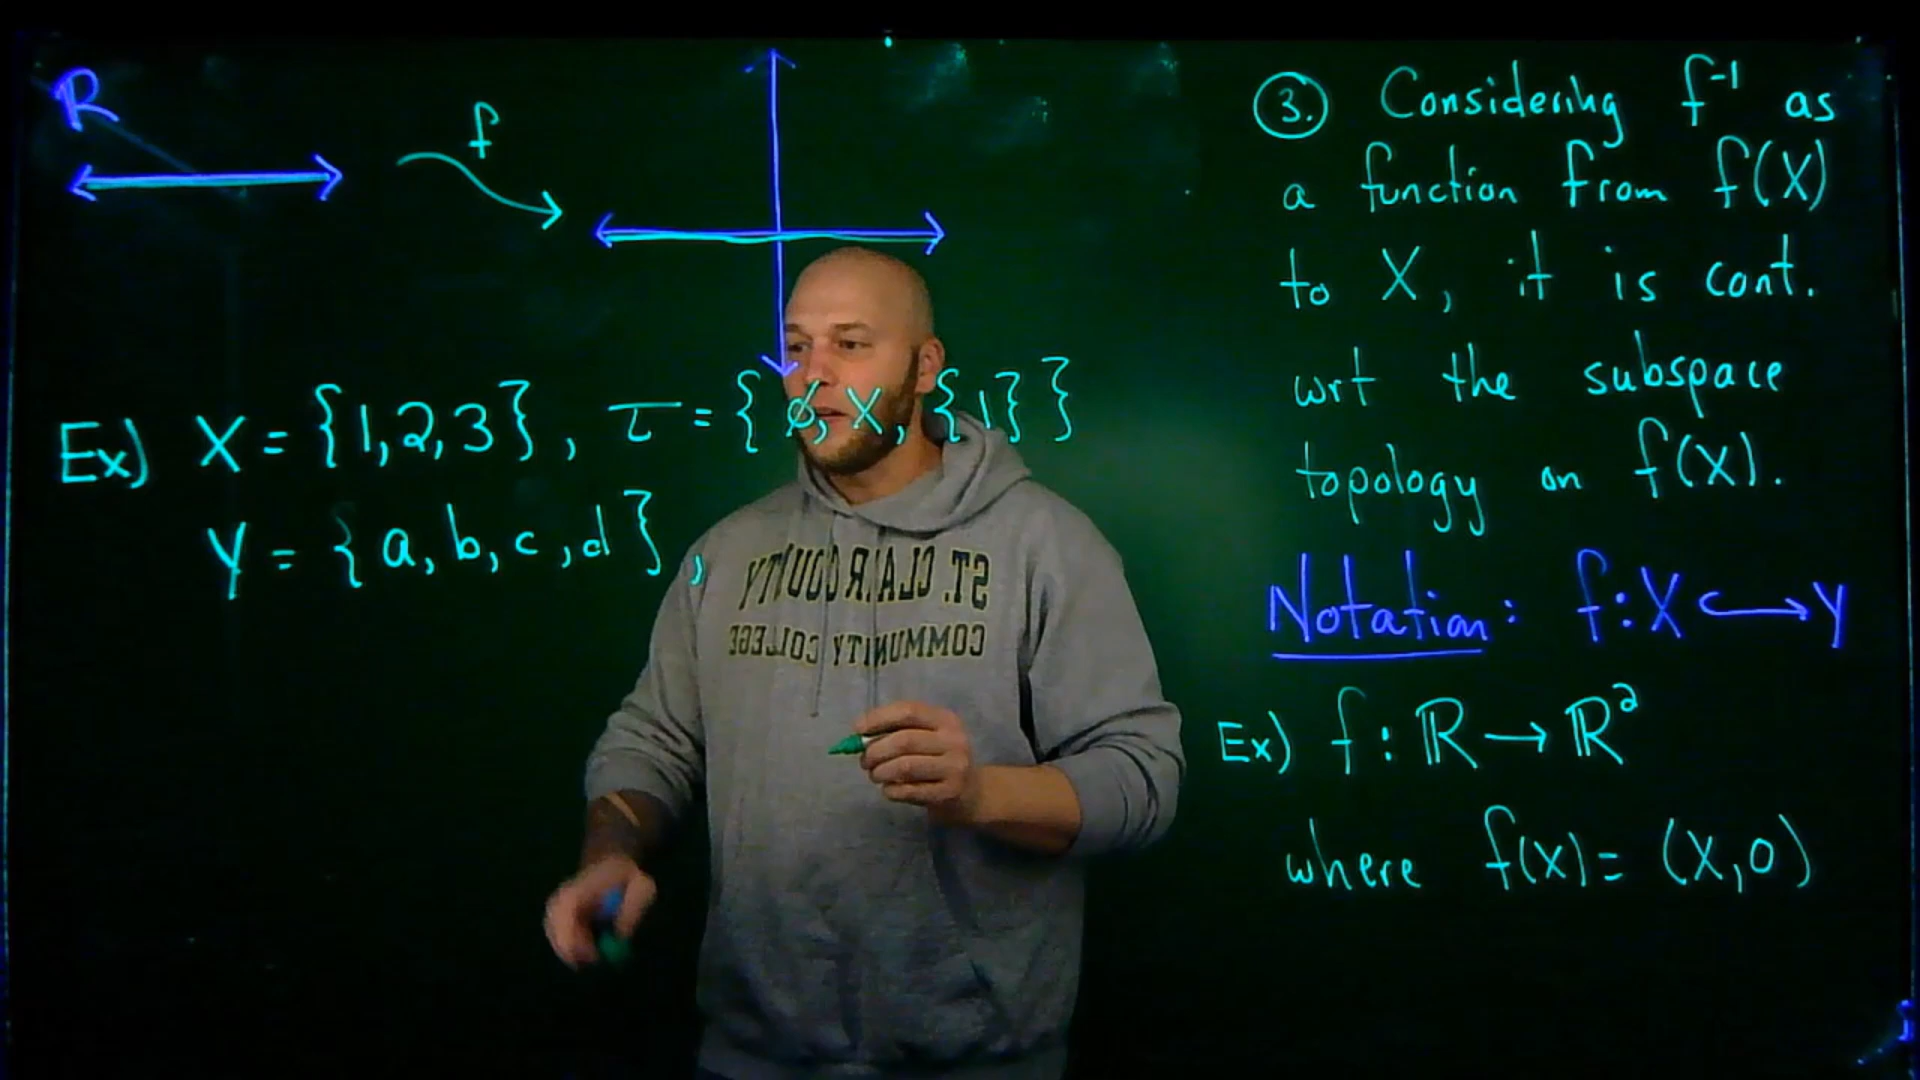 R
f
Ex) X = {1,2,3}, τ = {∅, X, {1}}
Y = {a, b, c, d},
ST. CLAIR COUNTY
COMMUNITY COLLEGE
③. Considering f⁻¹ as
a function from f(X)
to X, it is cont.
wrt the subspace
topology on f(X).
Notation: f: X ↪ Y
Ex) f: ℝ → ℝ²
where f(x) = (x,0)